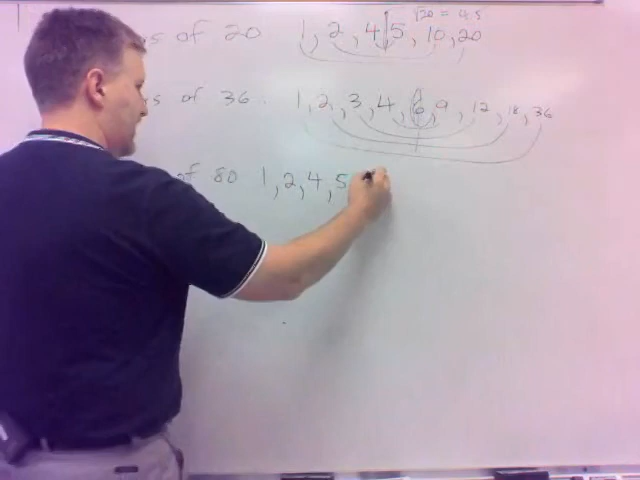 √20 = 4.5
s of 20 1, 2, 4, 5, 10, 20
s of 36 1, 2, 3, 4, 6, 9, 12, 18, 36
of 80 1, 2, 4, 5